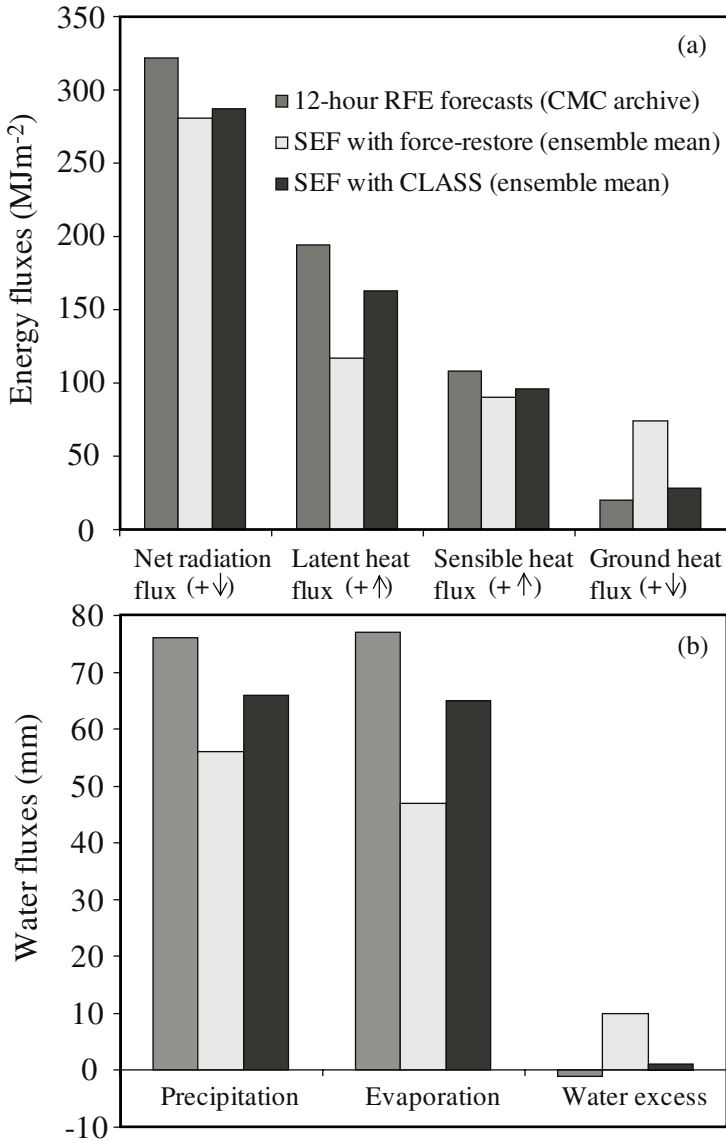 350
(a)
300
12-hour RFE forecasts (CMC archive)
SEF with force-restore (ensemble mean)
SEF with CLASS (ensemble mean)
250
200
150
100
50
0
Energy fluxes (MJm-2)
Net radiation flux (+↓)
Latent heat flux (+↑)
Sensible heat flux (+↑)
Ground heat flux (+↓)
80
(b)
70
60
50
40
30
20
10
0
-10
Water fluxes (mm)
Precipitation
Evaporation
Water excess